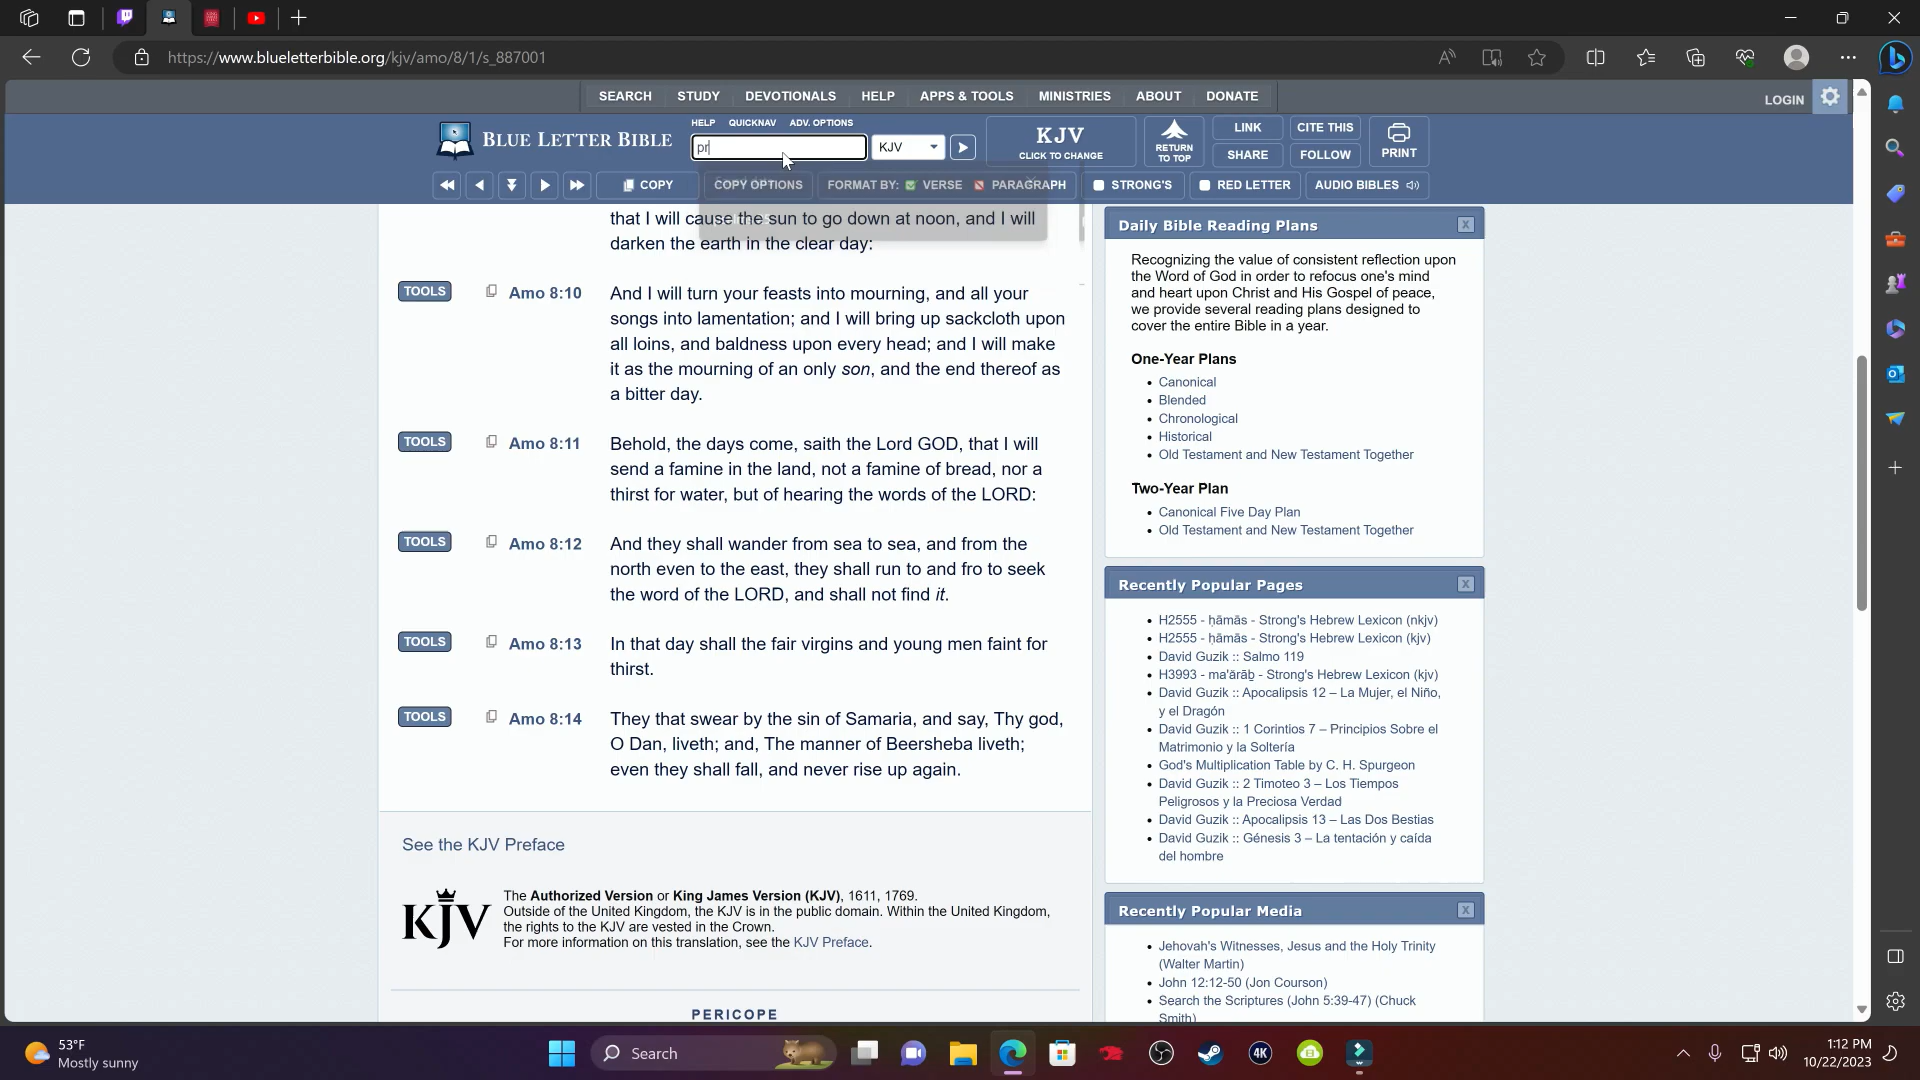 https://www.blueletterbible.org/kjv/amo/8/1/s_887001
SEARCH STUDY DEVOTIONALS HELP APPS & TOOLS MINISTRIES ABOUT DONATE
LOGIN
HELP QUICKNAV ADV. OPTIONS
BLUE LETTER BIBLE
pr
KJV
KJV
CLICK TO CHANGE
RETURN
TO TOP
LINK
CITE THIS
SHARE
FOLLOW
PRINT
COPY
COPY OPTIONS
FORMAT BY: VERSE PARAGRAPH
STRONG'S
RED LETTER
AUDIO BIBLES
that I will cause the sun to go down at noon, and I will
darken the earth in the clear day:
TOOLS
Amo 8:10
And I will turn your feasts into mourning, and all your
songs into lamentation; and I will bring up sackcloth upon
all loins, and baldness upon every head; and I will make
it as the mourning of an only son, and the end thereof as
a bitter day.
TOOLS
Amo 8:11
Behold, the days come, saith the Lord GOD, that I will
send a famine in the land, not a famine of bread, nor a
thirst for water, but of hearing the words of the LORD:
TOOLS
Amo 8:12
And they shall wander from sea to sea, and from the
north even to the east, they shall run to and fro to seek
the word of the LORD, and shall not find it.
TOOLS
Amo 8:13
In that day shall the fair virgins and young men faint for
thirst.
TOOLS
Amo 8:14
They that swear by the sin of Samaria, and say, Thy god,
O Dan, liveth; and, The manner of Beersheba liveth;
even they shall fall, and never rise up again.
See the KJV Preface
KJV
The Authorized Version or King James Version (KJV), 1611, 1769.
Outside of the United Kingdom, the KJV is in the public domain. Within the United Kingdom,
the rights to the KJV are vested in the Crown.
For more information on this translation, see the KJV Preface.
PERICOPE
Daily Bible Reading Plans
Recognizing the value of consistent reflection upon
the Word of God in order to refocus one's mind
and heart upon Christ and His Gospel of peace,
we provide several reading plans designed to
cover the entire Bible in a year.
One-Year Plans
Canonical
Blended
Chronological
Historical
Old Testament and New Testament Together
Two-Year Plan
Canonical Five Day Plan
Old Testament and New Testament Together
Recently Popular Pages
H2555 - ḥāmās - Strong's Hebrew Lexicon (nkjv)
H2555 - ḥāmās - Strong's Hebrew Lexicon (kjv)
David Guzik :: Salmo 119
H3993 - ma'ărāḇ - Strong's Hebrew Lexicon (kjv)
David Guzik :: Apocalipsis 12 – La Mujer, el Niño,
y el Dragón
David Guzik :: 1 Corintios 7 – Principios Sobre el
Matrimonio y la Soltería
God's Multiplication Table by C. H. Spurgeon
David Guzik :: 2 Timoteo 3 – Los Tiempos
Peligrosos y la Preciosa Verdad
David Guzik :: Apocalipsis 13 – Las Dos Bestias
David Guzik :: Génesis 3 – La tentación y caída
del hombre
Recently Popular Media
Jehovah's Witnesses, Jesus and the Holy Trinity
(Walter Martin)
John 12:12-50 (Jon Courson)
Search the Scriptures (John 5:39-47) (Chuck
Smith)
53°F
Mostly sunny
Search
4K
1:12 PM
10/22/2023